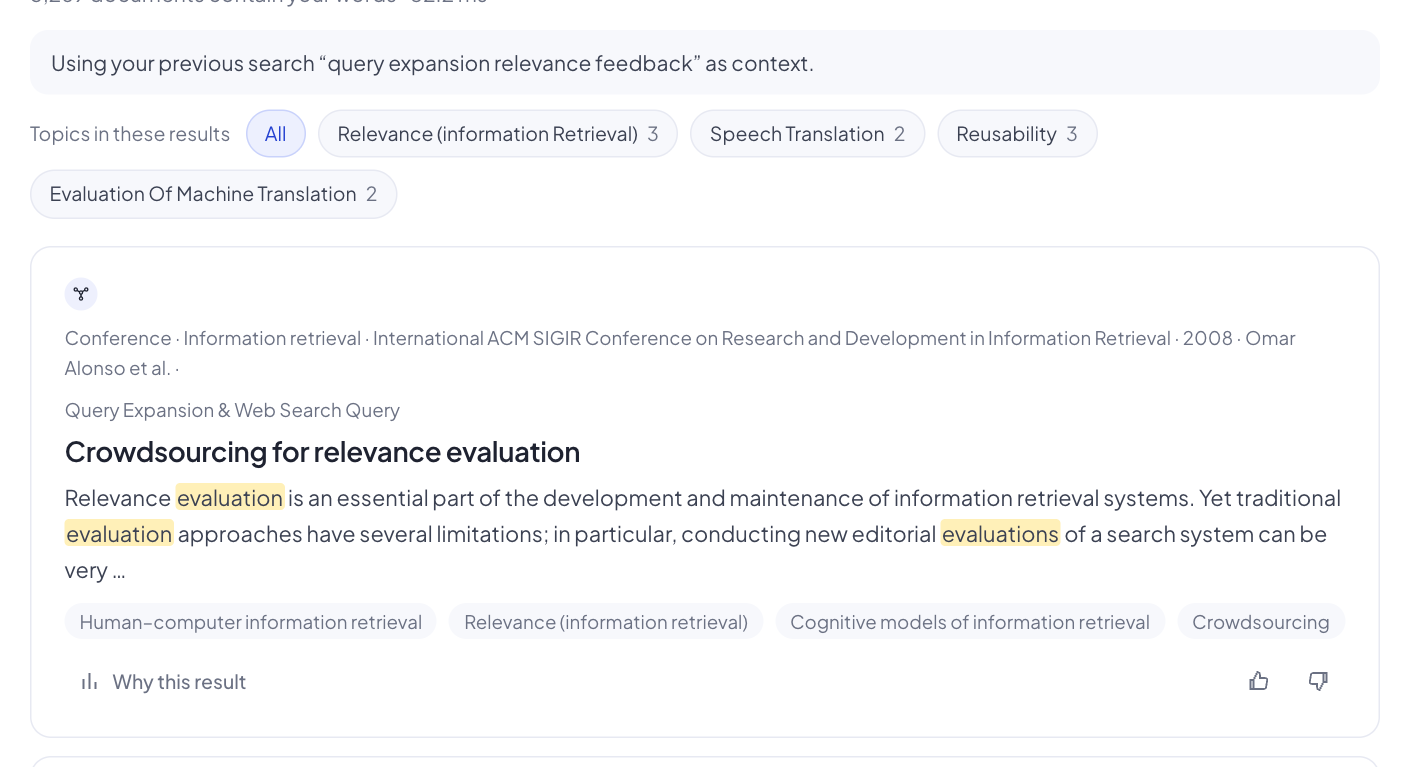 documents contain your words
Using your previous search “query expansion relevance feedback” as context.
Topics in these results All Relevance (information Retrieval) 3 Speech Translation 2 Reusability 3
Evaluation Of Machine Translation 2
Conference · Information retrieval · International ACM SIGIR Conference on Research and Development in Information Retrieval · 2008 · Omar
Alonso et al. ·
Query Expansion & Web Search Query
Crowdsourcing for relevance evaluation
Relevance evaluation is an essential part of the development and maintenance of information retrieval systems. Yet traditional
evaluation approaches have several limitations; in particular, conducting new editorial evaluations of a search system can be
very ...
Human–computer information retrieval Relevance (information retrieval) Cognitive models of information retrieval Crowdsourcing
Why this result